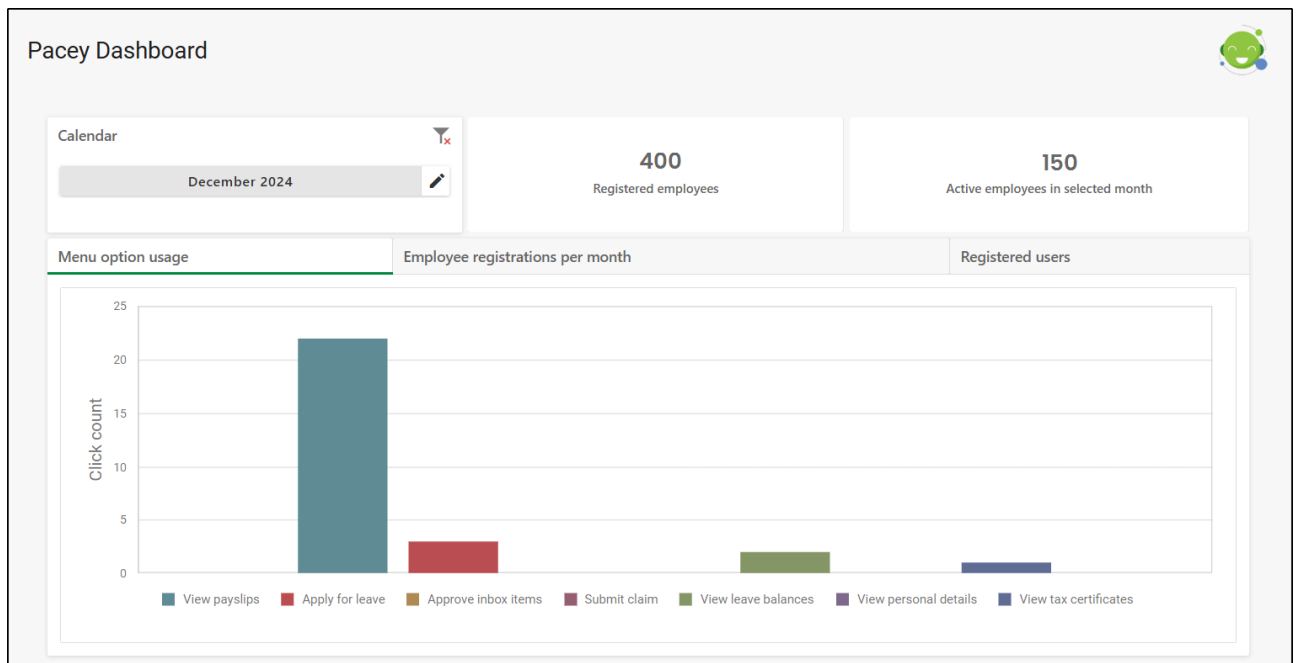 Pacey Dashboard
Calendar
December 2024
400
Registered employees
150
Active employees in selected month
Menu option usage
Employee registrations per month
Registered users
Click count
25
20
15
10
5
0
View payslips
Apply for leave
Approve inbox items
Submit claim
View leave balances
View personal details
View tax certificates